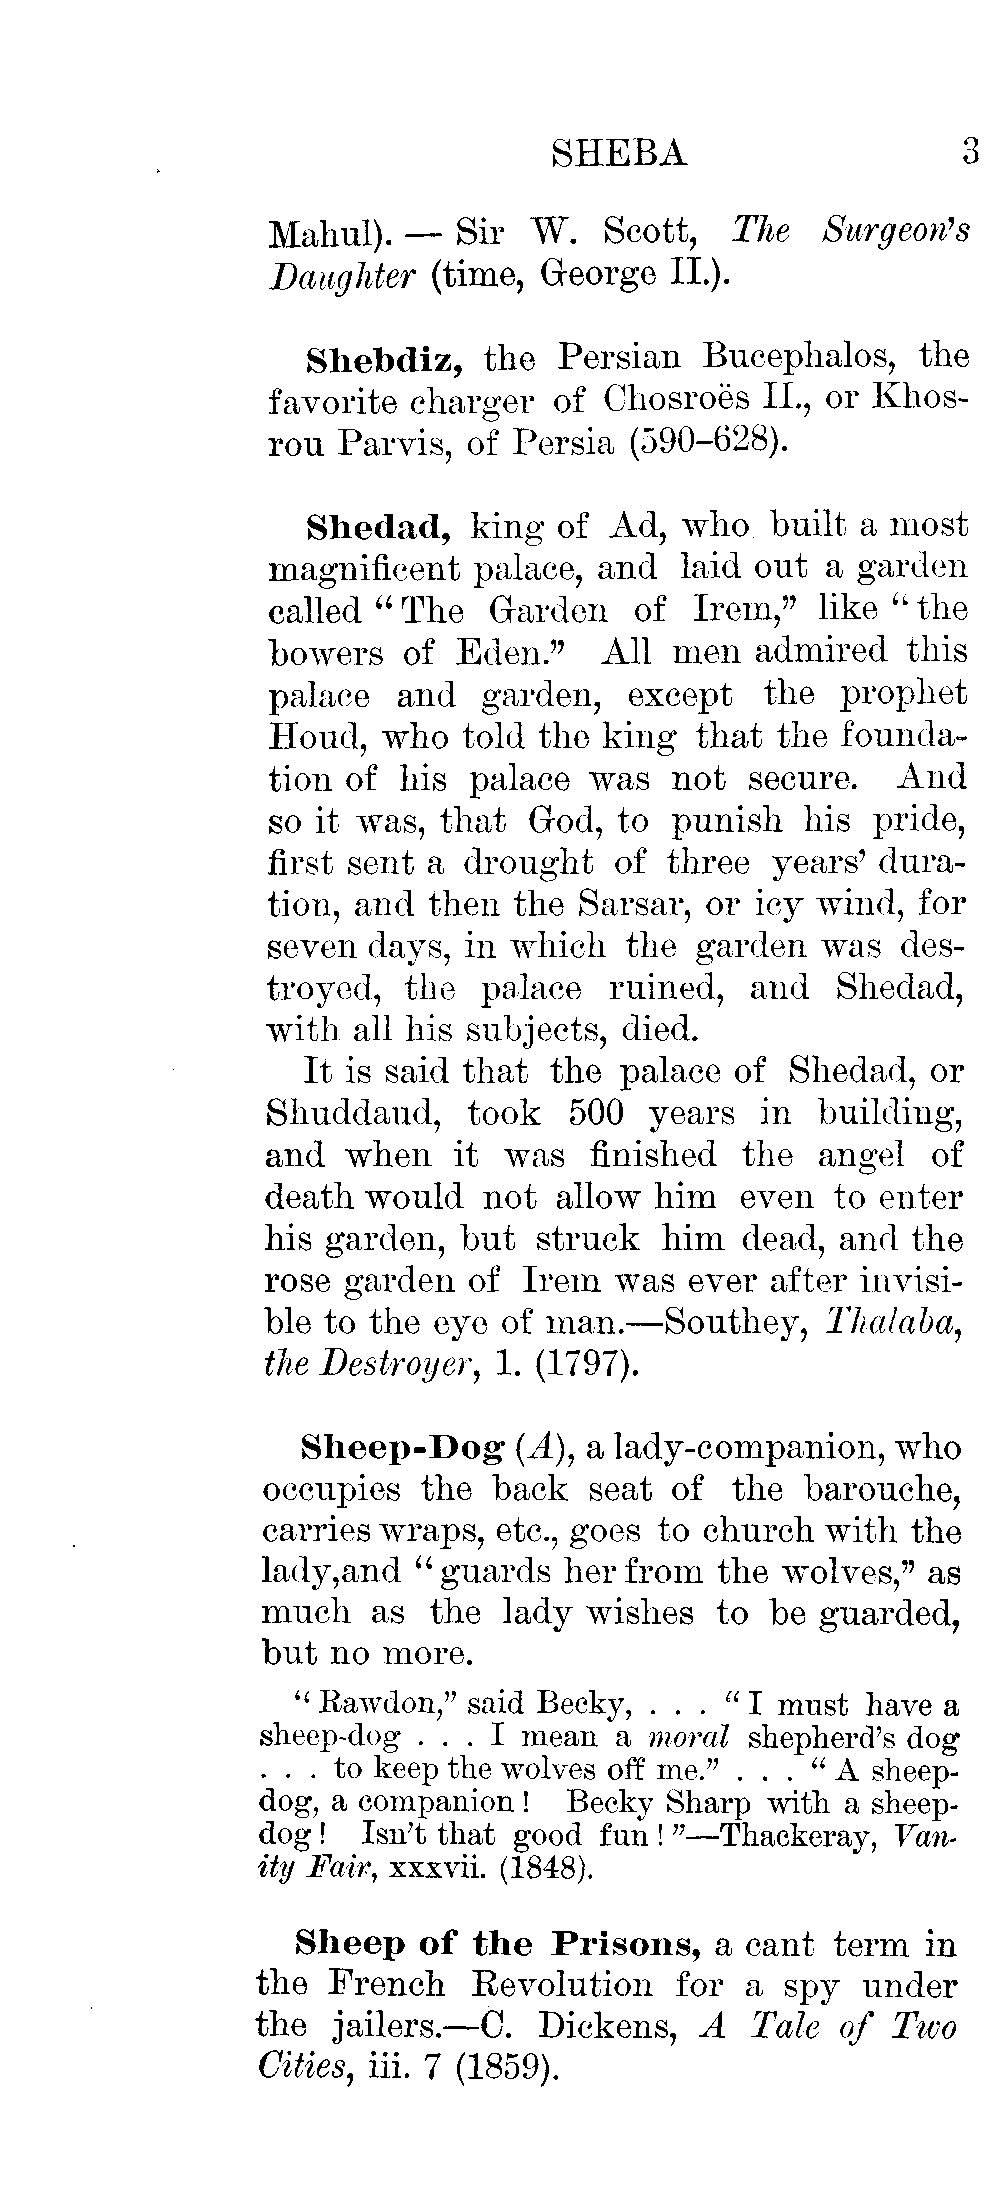 SHEBA 3
Mahul). — Sir W. Scott, The Surgeon's
Daughter (time, George II.).
Shebdiz, the Persian Bucephalos, the
favorite charger of Chosroës II., or Khos-
rou Parvis, of Persia (590–628).
Shedad, king of Ad, who built a most
magnificent palace, and laid out a garden
called “The Garden of Irem,” like “the
bowers of Eden.” All men admired this
palace and garden, except the prophet
Houd, who told the king that the founda-
tion of his palace was not secure. And
so it was, that God, to punish his pride,
first sent a drought of three years’ dura-
tion, and then the Sarsar, or icy wind, for
seven days, in which the garden was des-
troyed, the palace ruined, and Shedad,
with all his subjects, died.
It is said that the palace of Shedad, or
Shuddaud, took 500 years in building,
and when it was finished the angel of
death would not allow him even to enter
his garden, but struck him dead, and the
rose garden of Irem was ever after invisi-
ble to the eye of man.—Southey, Thalaba,
the Destroyer, 1. (1797).
Sheep-Dog (A), a lady-companion, who
occupies the back seat of the barouche,
carries wraps, etc., goes to church with the
lady,and “guards her from the wolves,” as
much as the lady wishes to be guarded,
but no more.
“Rawdon,” said Becky, . . . “I must have a
sheep-dog . . . I mean a moral shepherd's dog
. . . to keep the wolves off me.” . . . “A sheep-
dog, a companion! Becky Sharp with a sheep-
dog! Isn't that good fun!”—Thackeray, Van-
ity Fair, xxxvii. (1848).
Sheep of the Prisons, a cant term in
the French Revolution for a spy under
the jailers.—C. Dickens, A Tale of Two
Cities, iii. 7 (1859).